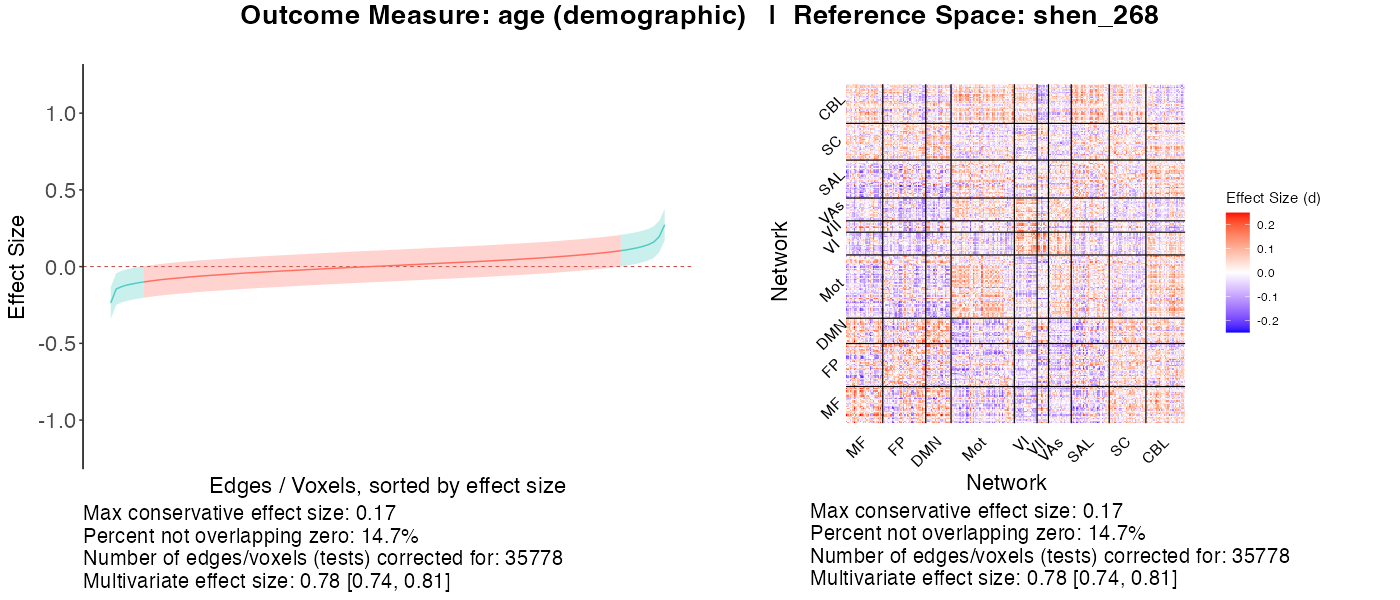 Outcome Measure: age (demographic) | Reference Space: shen_268
Effect Size
1.0
0.5
0.0
-0.5
-1.0
Edges / Voxels, sorted by effect size
Max conservative effect size: 0.17
Percent not overlapping zero: 14.7%
Number of edges/voxels (tests) corrected for: 35778
Multivariate effect size: 0.78 [0.74, 0.81]
Network
CBL
SC
SAL
VAs
VII
VI
Mot
DMN
FP
MF
MF
FP
DMN
Mot
VI
VII
VAs
SAL
SC
CBL
Network
Effect Size (d)
0.2
0.1
0.0
-0.1
-0.2
Max conservative effect size: 0.17
Percent not overlapping zero: 14.7%
Number of edges/voxels (tests) corrected for: 35778
Multivariate effect size: 0.78 [0.74, 0.81]